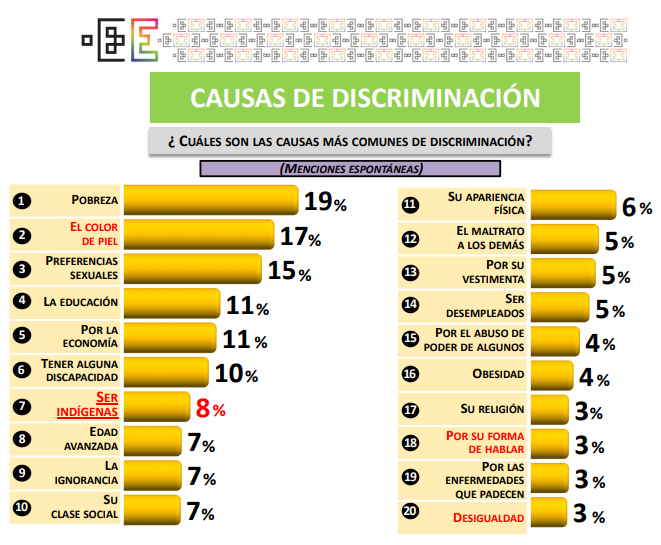 CAUSAS DE DISCRIMINACIÓN
¿ CUÁLES SON LAS CAUSAS MÁS COMUNES DE DISCRIMINACIÓN?
(MENCIONES ESPONTÁNEAS)
1 POBREZA 19%
2 EL COLOR
DE PIEL 17%
3 PREFERENCIAS
SEXUALES 15%
4 LA EDUCACIÓN 11%
5 POR LA
ECONOMÍA 11%
6 TENER ALGUNA
DISCAPACIDAD 10%
7 SER
INDÍGENAS 8%
8 EDAD
AVANZADA 7%
9 LA
IGNORANCIA 7%
10 SU
CLASE SOCIAL 7%
11 SU APARIENCIA
FÍSICA 6%
12 EL MALTRATO
A LOS DEMÁS 5%
13 POR SU
VESTIMENTA 5%
14 SER
DESEMPLEADOS 5%
15 POR EL ABUSO DE
PODER DE ALGUNOS 4%
16 OBESIDAD 4%
17 SU RELIGIÓN 3%
18 POR SU FORMA
DE HABLAR 3%
19 POR LAS
ENFERMEDADES
QUE PADECEN 3%
20 DESIGUALDAD 3%